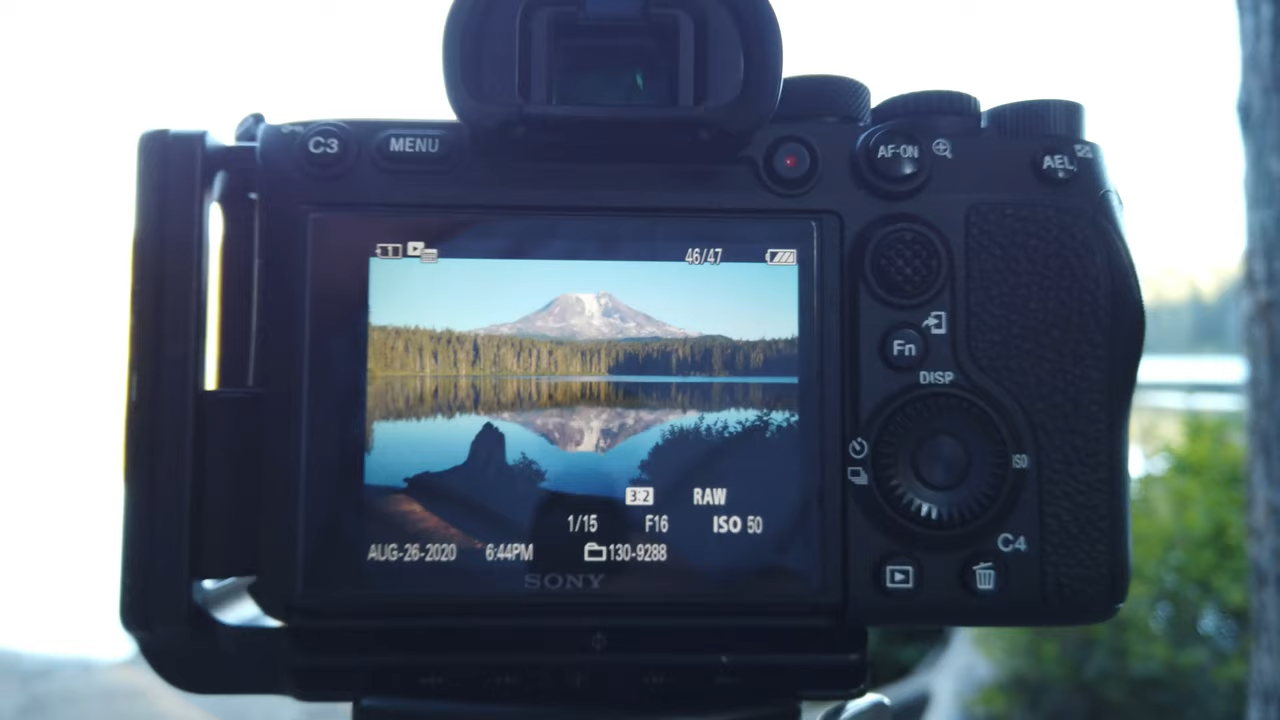 C3
MENU
AF-ON
AEL
1
46/47
Fn
DISP
ISO
3:2 RAW
1/15 F16 ISO 50
AUG-26-2020 6:44PM 130-9288
C4
SONY